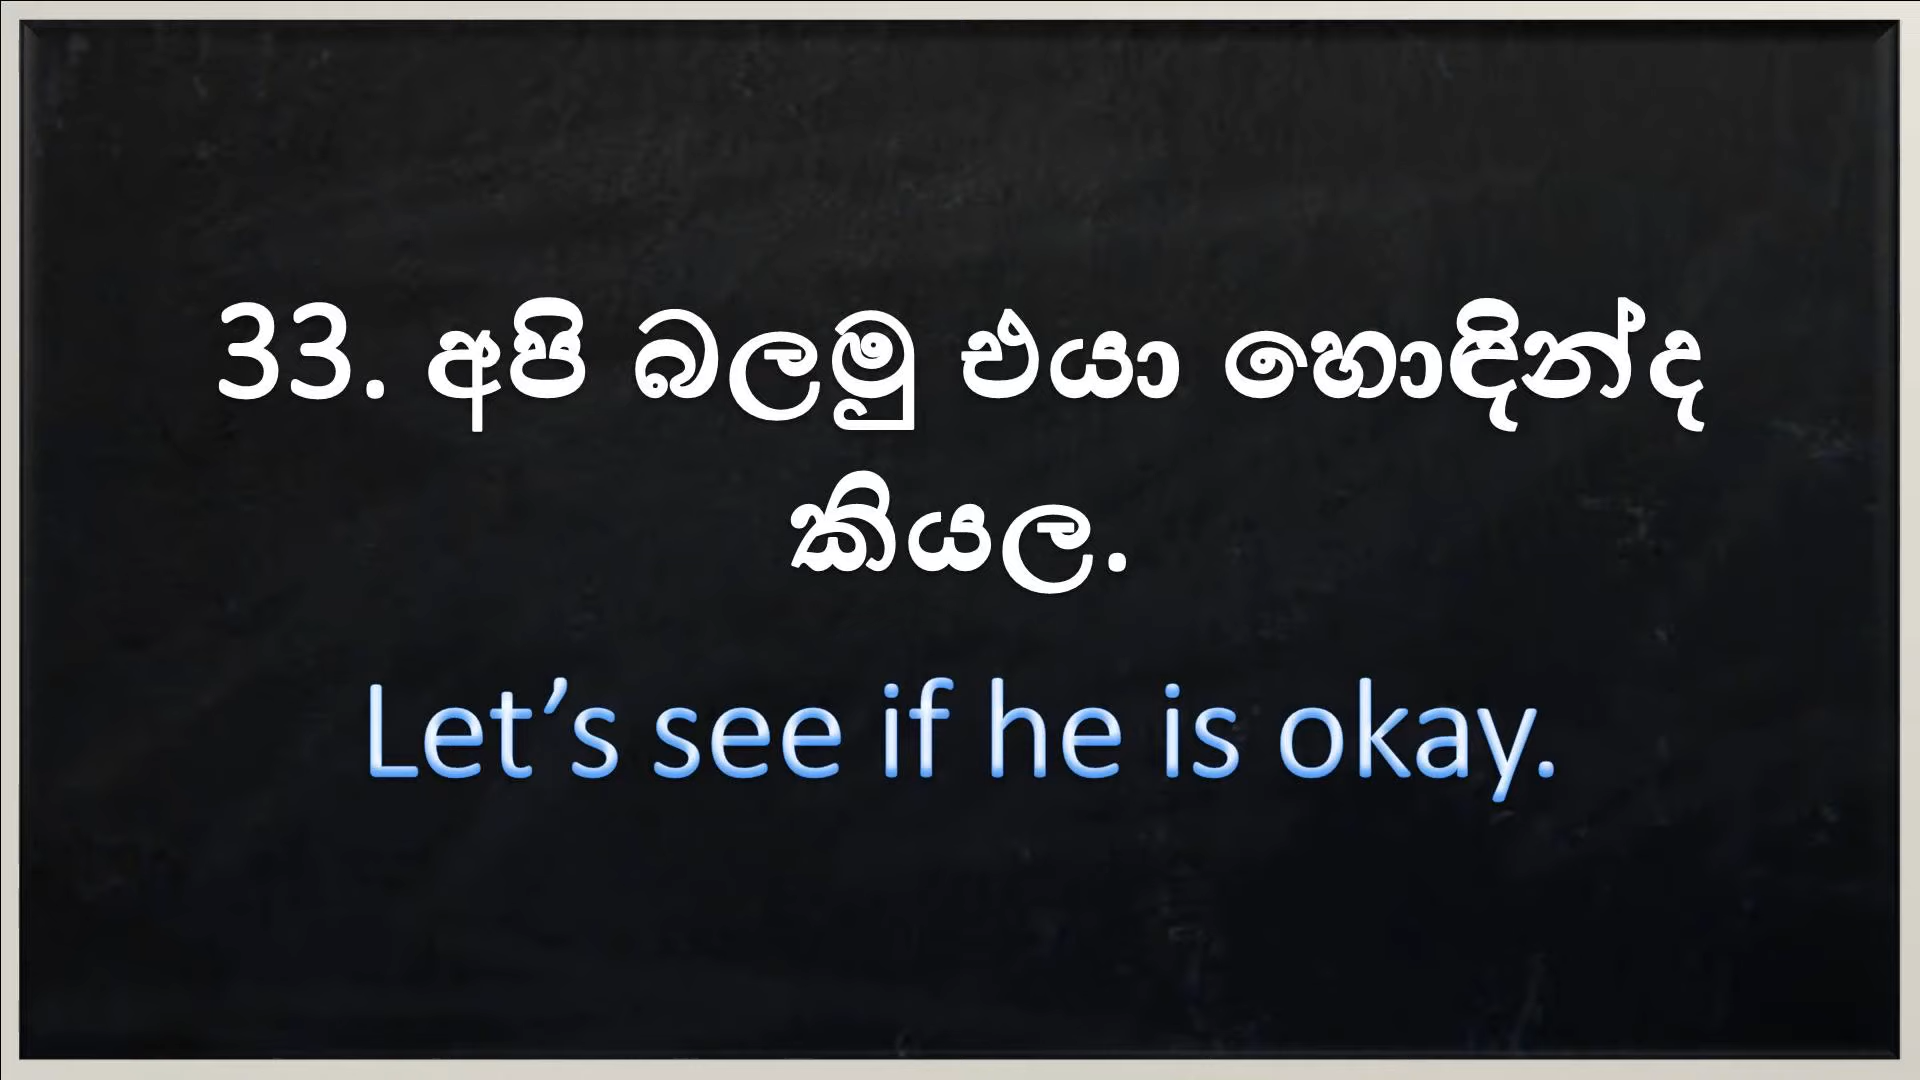 33. අපි බලමු එයා හොඳින්ද
කියල.
Let’s see if he is okay.